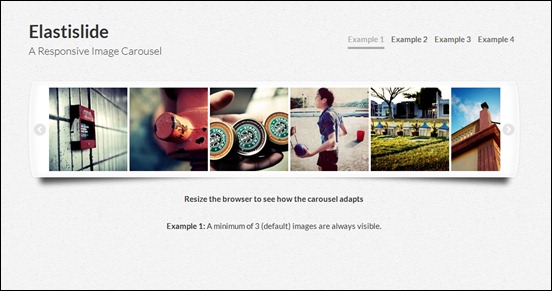 Elastislide
A Responsive Image Carousel
Example 1 Example 2 Example 3 Example 4
Resize the browser to see how the carousel adapts
Example 1: A minimum of 3 (default) images are always visible.